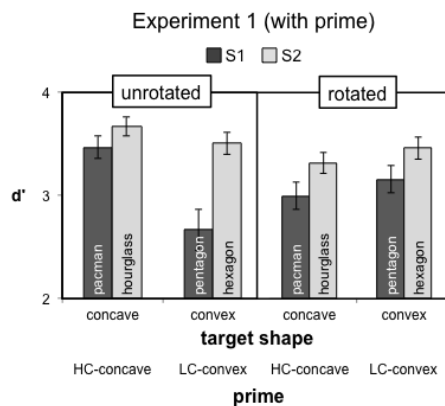 Experiment 1 (with prime)
S1 S2
unrotated rotated
4
3
2
d'
pacman hourglass pentagon hexagon pacman hourglass pentagon hexagon
concave convex concave convex
target shape
HC-concave LC-convex HC-concave LC-convex
prime